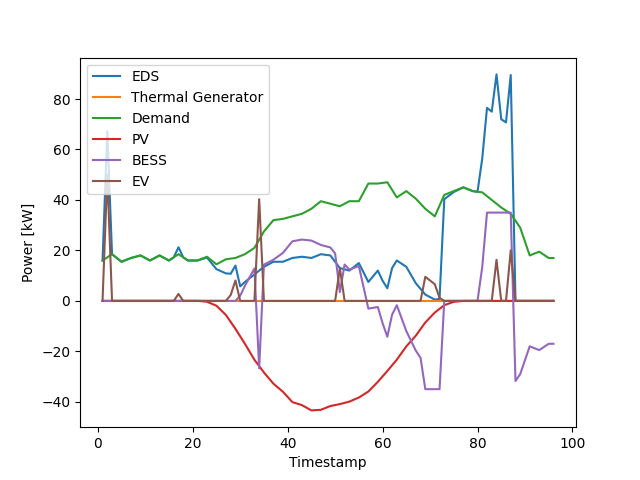 EDS
Thermal Generator
Demand
PV
BESS
EV
Power [kW]
80
60
40
20
0
−20
−40
0 20 40 60 80 100
Timestamp